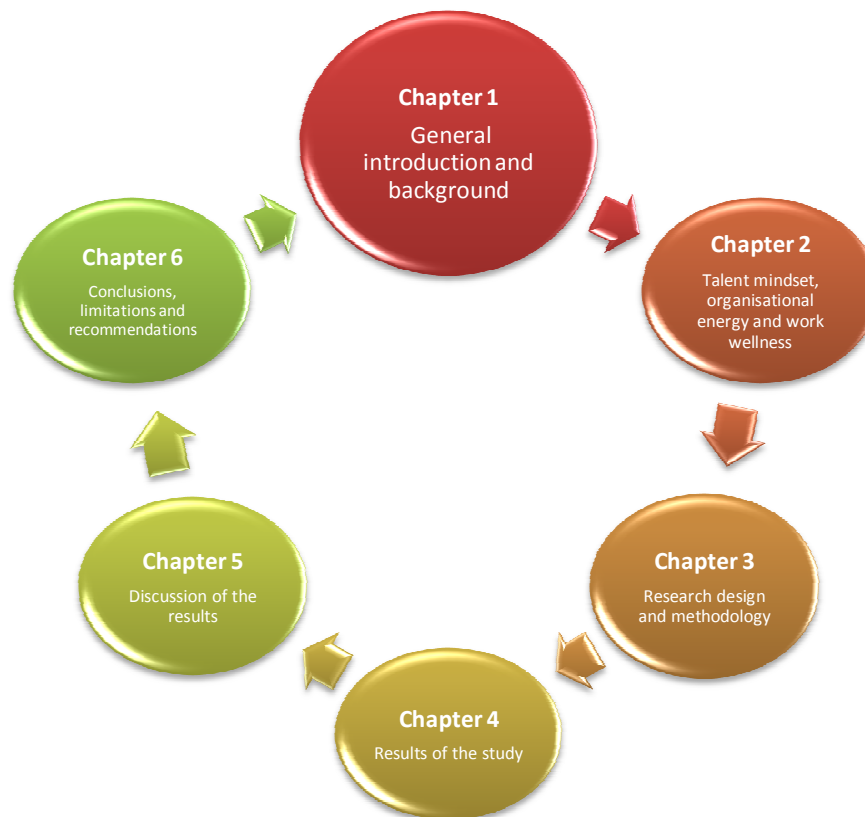 Chapter 1
General
introduction and
background
Chapter 2
Talent mindset,
organisational
energy and work
wellness
Chapter 3
Research design
and methodology
Chapter 4
Results of the study
Chapter 5
Discussion of the
results
Chapter 6
Conclusions,
limitations and
recommendations